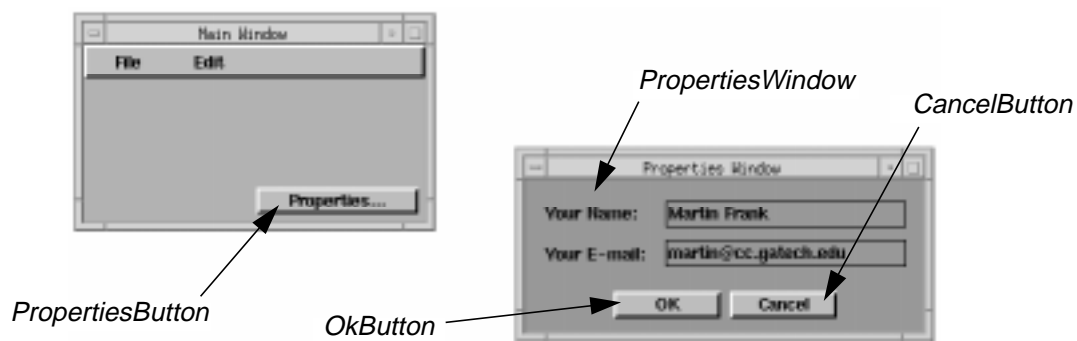 Main Window
File Edit
Properties...
PropertiesButton
PropertiesWindow
CancelButton
Properties Window
Your Name: Martin Frank
Your E-mail: martin@cc.gatech.edu
OK Cancel
OkButton